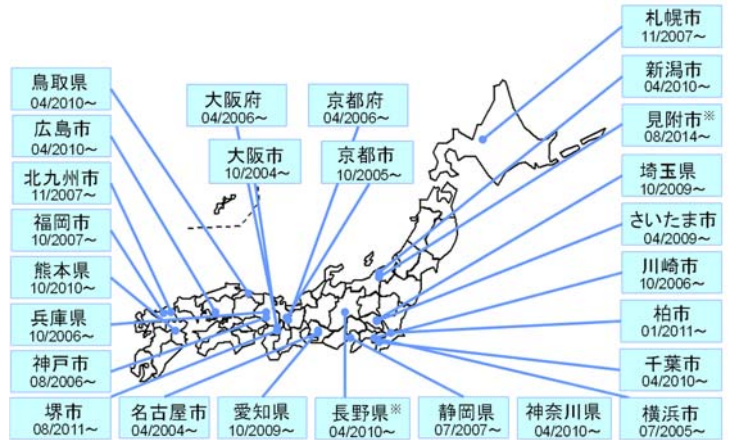 札幌市
11/2007～
新潟市
04/2010～
見附市※
08/2014～
埼玉県
10/2009～
さいたま市
04/2009～
川崎市
10/2006～
柏市
01/2011～
千葉市
04/2010～
横浜市
07/2005～
鳥取県
04/2010～
広島市
04/2010～
北九州市
11/2007～
福岡市
10/2007～
熊本県
10/2010～
兵庫県
10/2006～
神戸市
08/2006～
堺市
08/2011～
大阪府
04/2006～
京都府
04/2006～
大阪市
10/2004～
京都市
10/2005～
名古屋市
04/2004～
愛知県
10/2009～
長野県※
04/2010～
静岡県
07/2007～
神奈川県
04/2010～